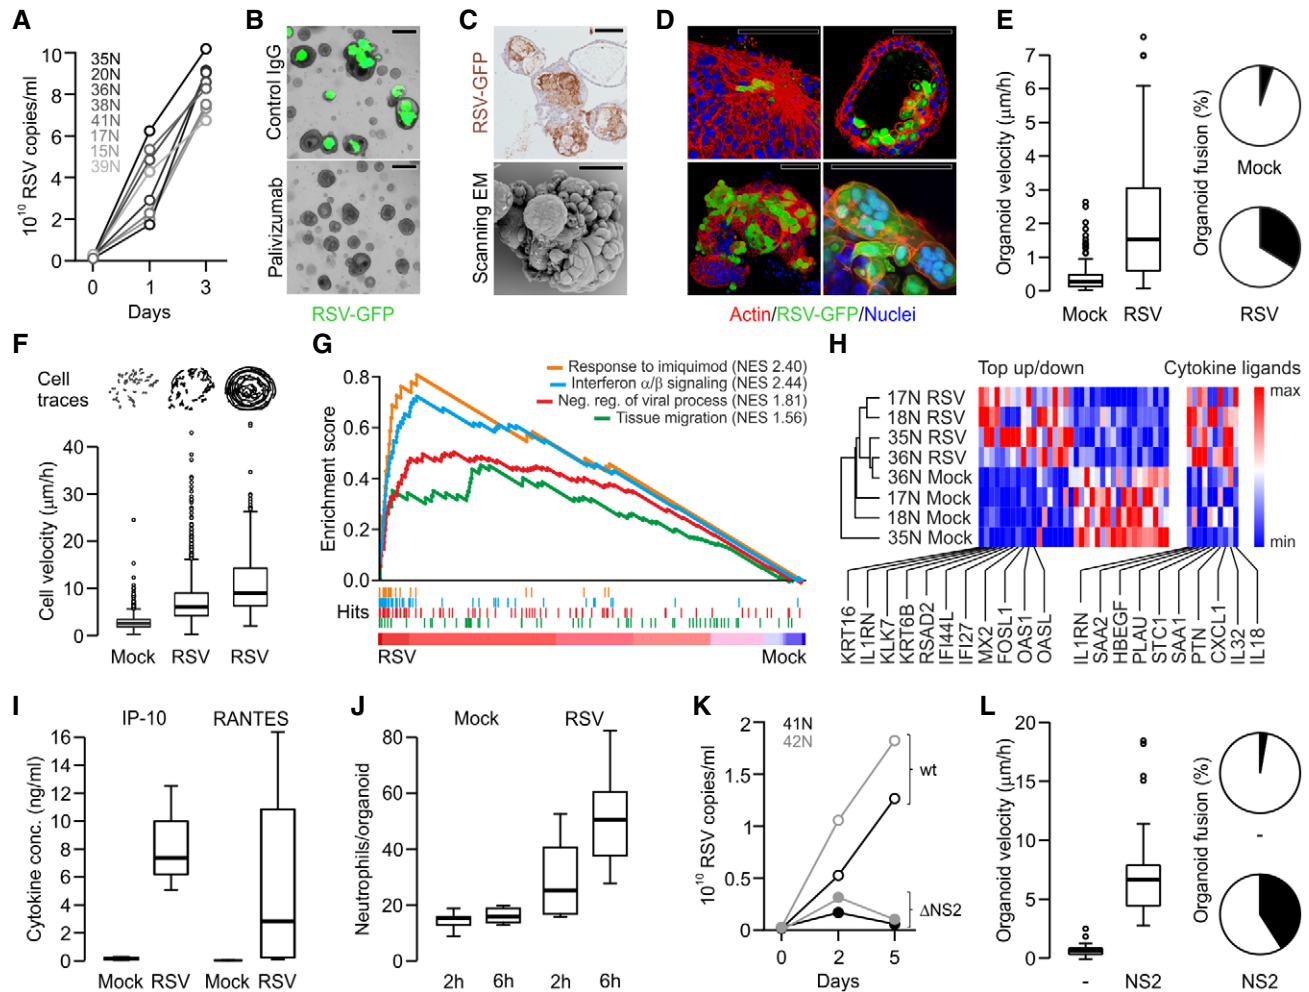 A
10
8
6
4
2
0
10¹⁰ RSV copies/ml
35N
20N
36N
38N
41N
17N
15N
39N
0 1 3
Days
B
Control IgG
Palivizumab
RSV-GFP
C
RSV-GFP
Scanning EM
D
Actin/RSV-GFP/Nuclei
E
Organoid velocity (µm/h)
7
6
5
4
3
2
1
0
Mock RSV
Organoid fusion (%)
Mock
RSV
F
Cell
traces
Cell velocity (µm/h)
40
30
20
10
0
Mock RSV RSV
G
Enrichment score
0.8
0.6
0.4
0.2
0.0
Response to imiquimod (NES 2.40)
Interferon α/β signaling (NES 2.44)
Neg. reg. of viral process (NES 1.81)
Tissue migration (NES 1.56)
Hits
RSV Mock
H
Top up/down Cytokine ligands
17N RSV
18N RSV
35N RSV
36N RSV
36N Mock
17N Mock
18N Mock
35N Mock
max
min
KRT16
IL1RN
KLK7
KRT6B
RSAD2
IFI44L
IFI27
MX2
FOSL1
OAS1
OASL
IL1RN
SAA2
HBEGF
PLAU
STC1
SAA1
PTN
CXCL1
IL32
IL18
I
IP-10 RANTES
Cytokine conc. (ng/ml)
16
14
12
10
8
6
4
2
0
Mock RSV Mock RSV
J
Mock RSV
Neutrophils/organoid
80
60
40
20
0
2h 6h 2h 6h
K
10¹⁰ RSV copies/ml
2
1.5
1
0.5
0
41N
42N
wt
ΔNS2
0 2 5
Days
L
Organoid velocity (µm/h)
20
15
10
5
0
- NS2
Organoid fusion (%)
-
NS2